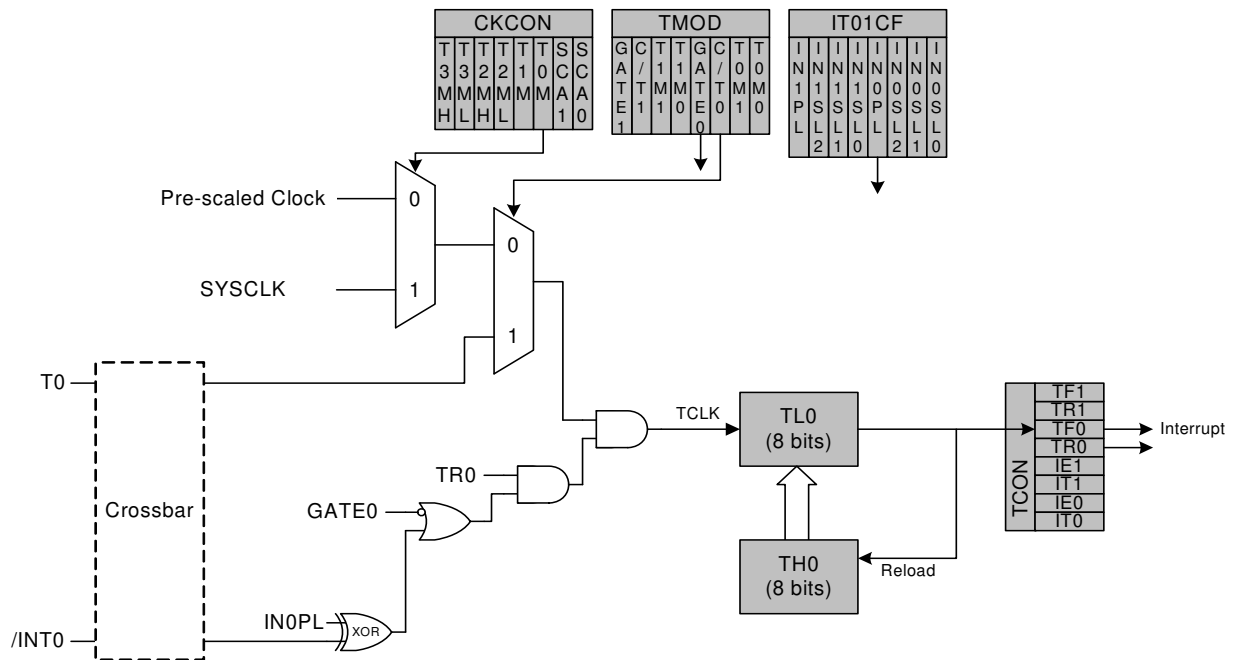 CKCON
TMOD
IT01CF
T3MH
T3ML
T2MH
T2ML
T1M
T0M
SCA1
SCA0
GATE1
C/T1
T1M1
T1M0
GATE0
C/T0
T0M1
T0M0
IN1PL
IN1SL2
IN1SL1
IN1SL0
IN0PL
IN0SL2
IN0SL1
IN0SL0
Pre-scaled Clock
0
SYSCLK
1
0
1
T0
Crossbar
/INT0
GATE0
TR0
IN0PL
XOR
TCLK
TL0
(8 bits)
TH0
(8 bits)
Reload
TCON
TF1
TR1
TF0
TR0
IE1
IT1
IE0
IT0
Interrupt